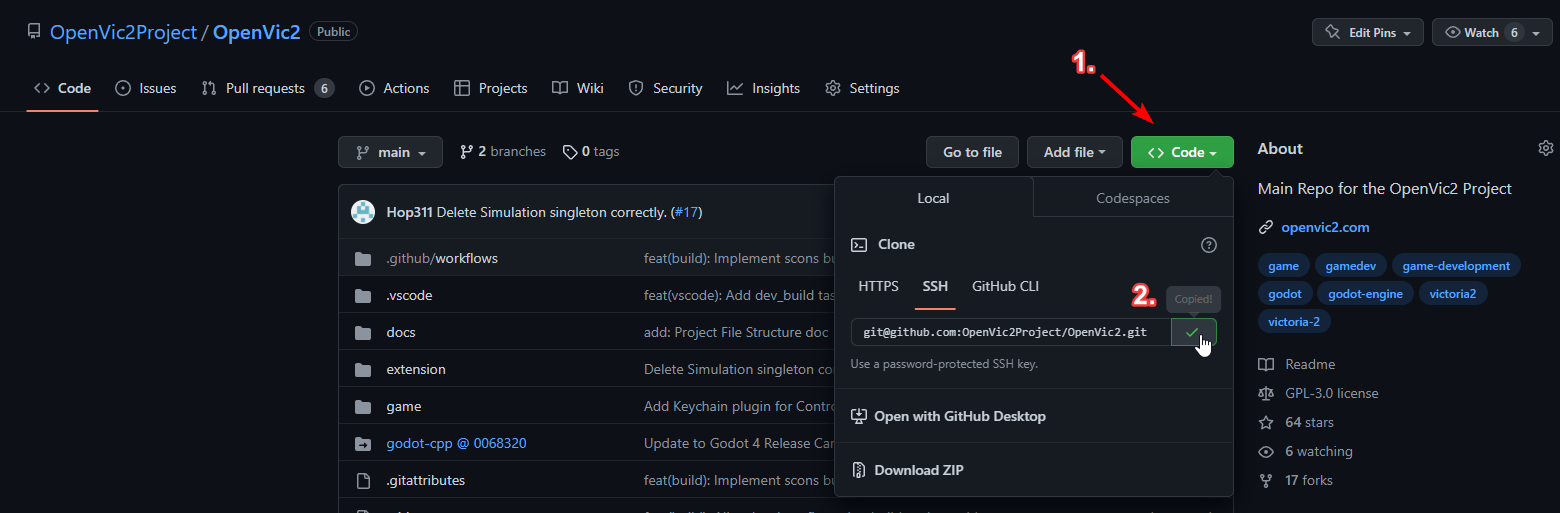 OpenVic2Project / OpenVic2 Public
Edit Pins
Watch 6
Code Issues Pull requests 6 Actions Projects Wiki Security Insights Settings
1.
main 2 branches 0 tags
Go to file Add file Code
About
Main Repo for the OpenVic2 Project
openvic2.com
game gamedev game-development
godot godot-engine victoria2
victoria-2
Readme
GPL-3.0 license
64 stars
6 watching
17 forks
Hop311 Delete Simulation singleton correctly. (#17)
.github/workflows feat(build): Implement scons bu
.vscode feat(vscode): Add dev_build tas
docs add: Project File Structure doc
extension Delete Simulation singleton co
game Add Keychain plugin for Contro
godot-cpp @ 0068320 Update to Godot 4 Release Can
.gitattributes feat(build): Implement scons bu
Local Codespaces
Clone
HTTPS SSH GitHub CLI
2. Copied!
git@github.com:OpenVic2Project/OpenVic2.git
Use a password-protected SSH key.
Open with GitHub Desktop
Download ZIP